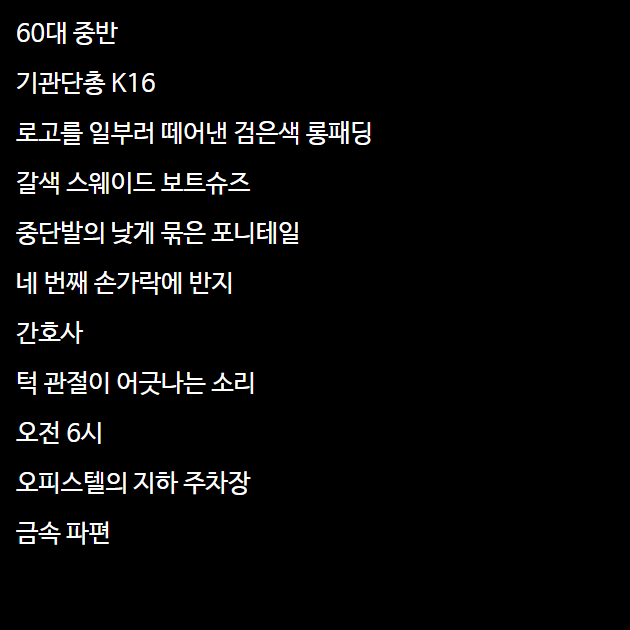 60대 중반
기관단총 K16
로고를 일부러 떼어낸 검은색 롱패딩
갈색 스웨이드 보트슈즈
중단발의 낮게 묶은 포니테일
네 번째 손가락에 반지
간호사
턱 관절이 어긋나는 소리
오전 6시
오피스텔의 지하 주차장
금속 파편